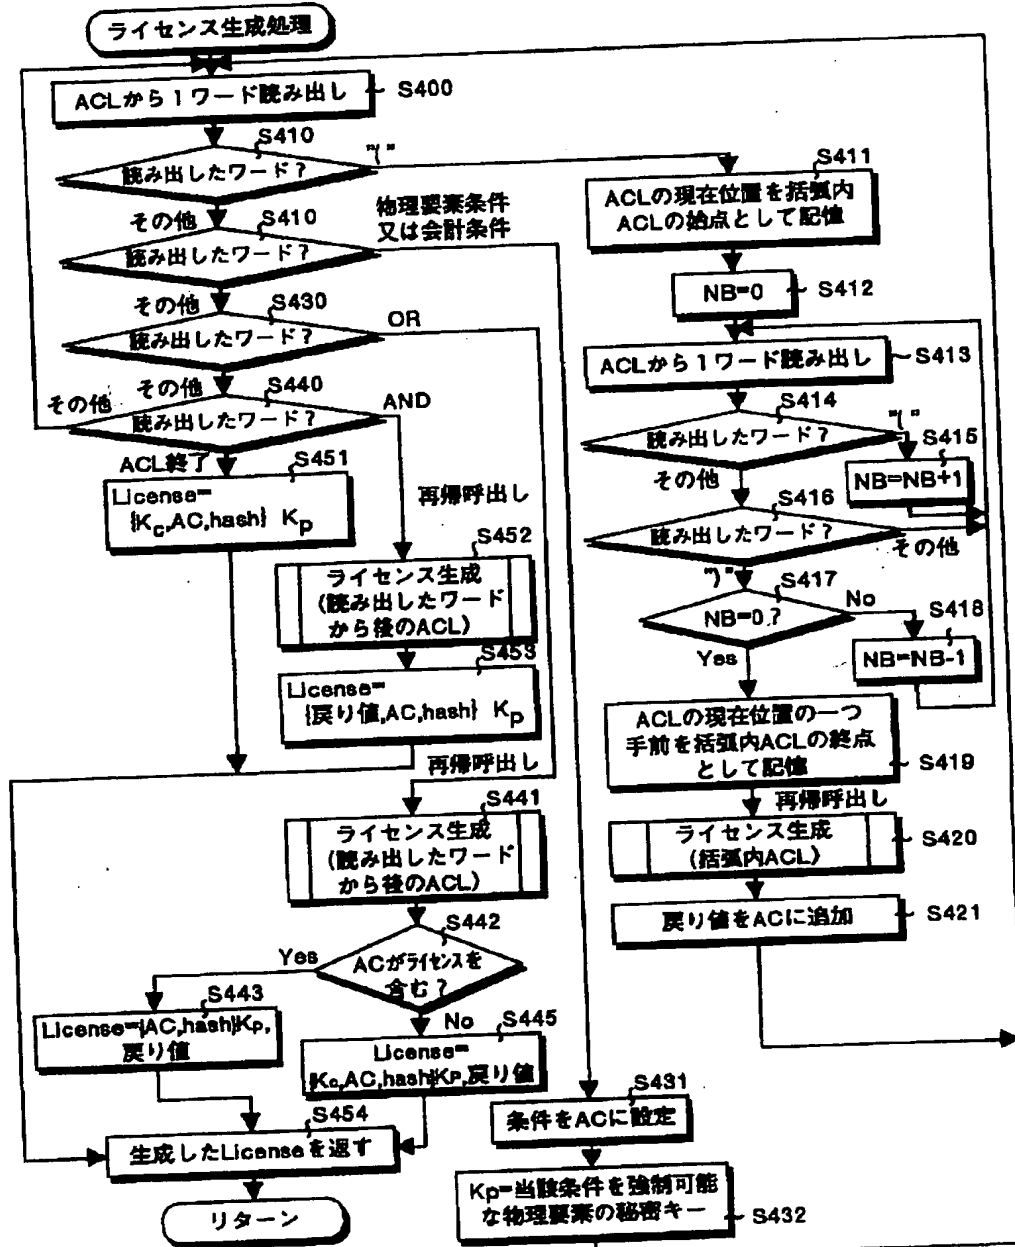 ライセンス生成処理
ACLから1ワード読み出し
S400
S410
読み出したワード?
"("
その他
S410
読み出したワード?
物理要素条件
又は会計条件
その他
S430
読み出したワード?
OR
その他
S440
その他
読み出したワード?
AND
ACL終了
S451
License=
{Kc,AC,hash} Kp
再帰呼出し
S452
ライセンス生成
(読み出したワード
から後のACL)
S453
License=
{戻り値,AC,hash} Kp
再帰呼出し
S441
ライセンス生成
(読み出したワード
から後のACL)
S442
ACがライセンスを
含む?
Yes
S443
License={AC,hash}Kp,
戻り値
No
S445
License=
{Kc,AC,hash}Kp,戻り値
S454
生成したLicenseを返す
リターン
S411
ACLの現在位置を括弧内
ACLの始点として記憶
NB=0
S412
ACLから1ワード読み出し
S413
S414
読み出したワード?
"("
S415
NB=NB+1
その他
S416
読み出したワード?
その他
")"
S417
NB=0?
No
S418
NB=NB-1
Yes
ACLの現在位置の一つ
手前を括弧内ACLの終点
として記憶
S419
再帰呼出し
ライセンス生成
(括弧内ACL)
S420
戻り値をACに追加
S421
S431
条件をACに設定
Kp=当該条件を強制可能
な物理要素の秘密キー
S432